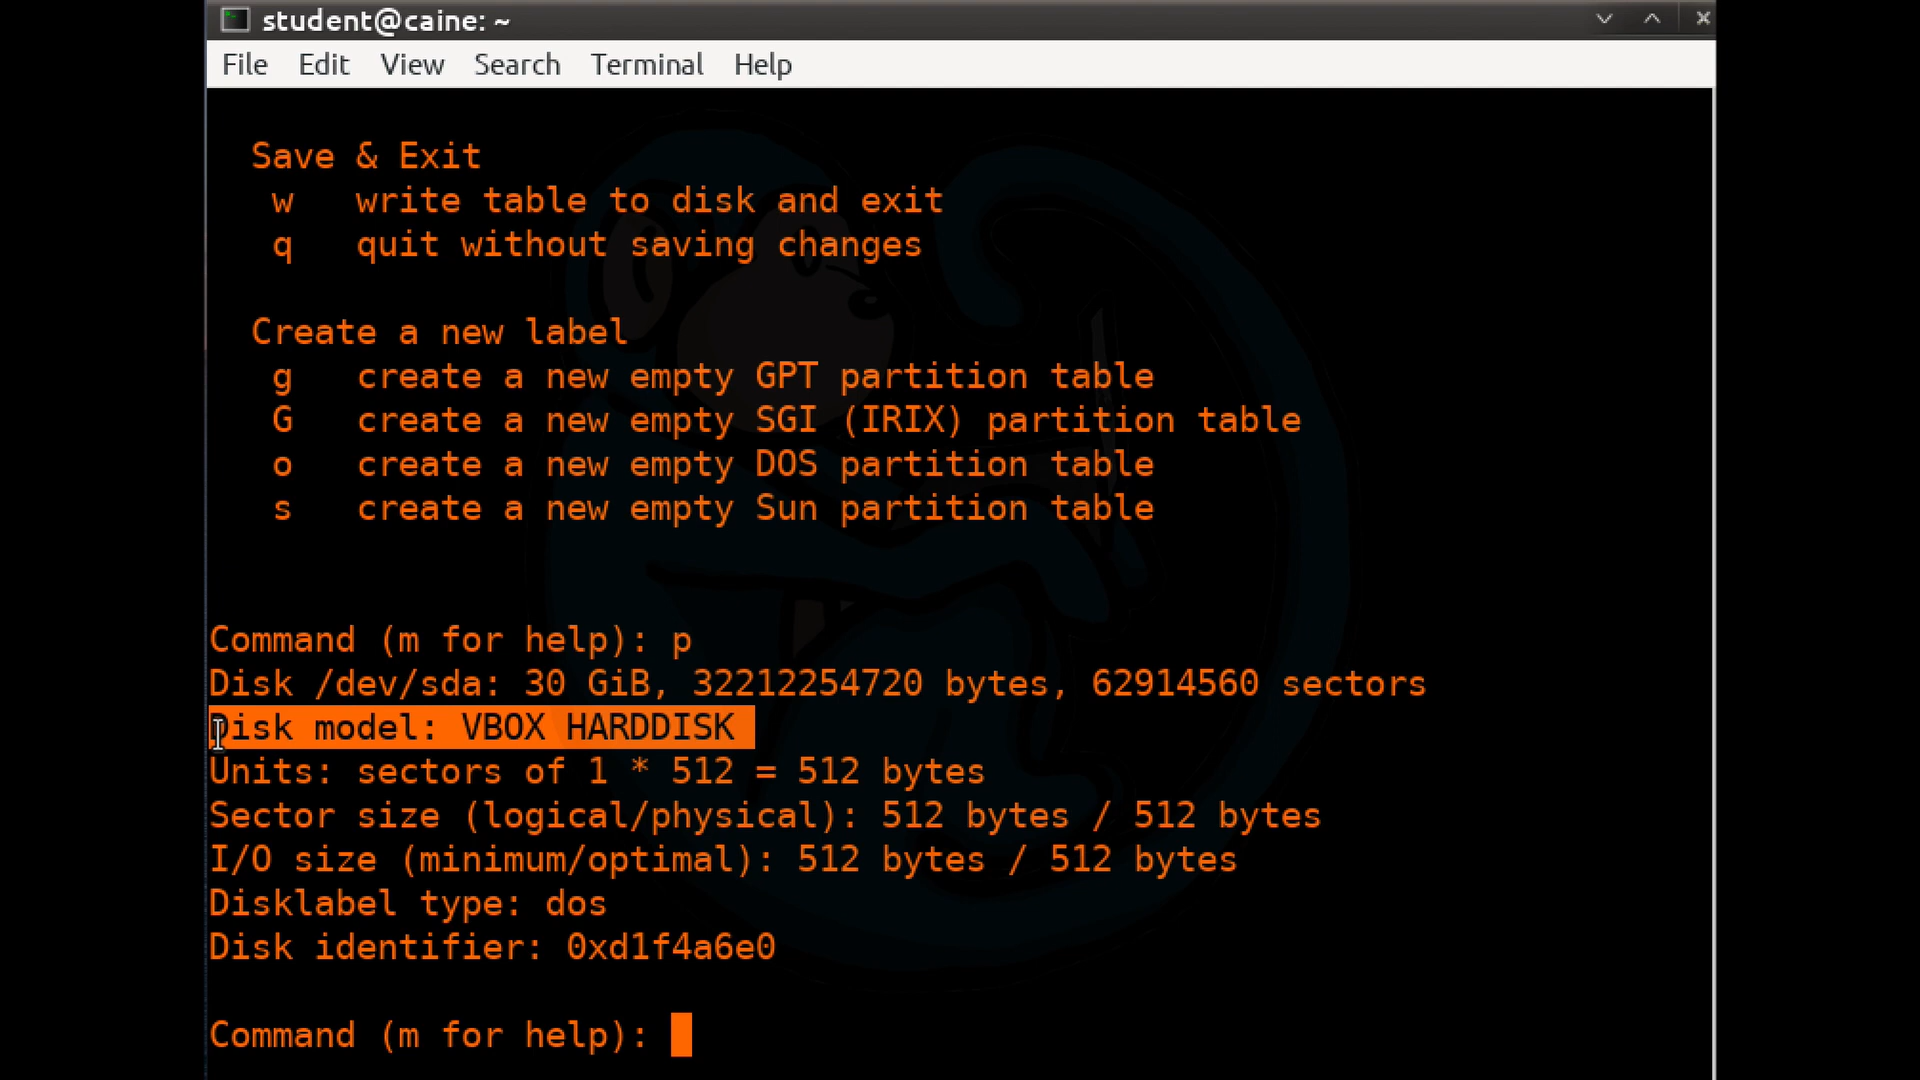 student@caine: ~
File Edit View Search Terminal Help
Save & Exit
w write table to disk and exit
q quit without saving changes
Create a new label
g create a new empty GPT partition table
G create a new empty SGI (IRIX) partition table
o create a new empty DOS partition table
s create a new empty Sun partition table
Command (m for help): p
Disk /dev/sda: 30 GiB, 32212254720 bytes, 62914560 sectors
Disk model: VBOX HARDDISK
Units: sectors of 1 * 512 = 512 bytes
Sector size (logical/physical): 512 bytes / 512 bytes
I/O size (minimum/optimal): 512 bytes / 512 bytes
Disklabel type: dos
Disk identifier: 0xd1f4a6e0
Command (m for help):